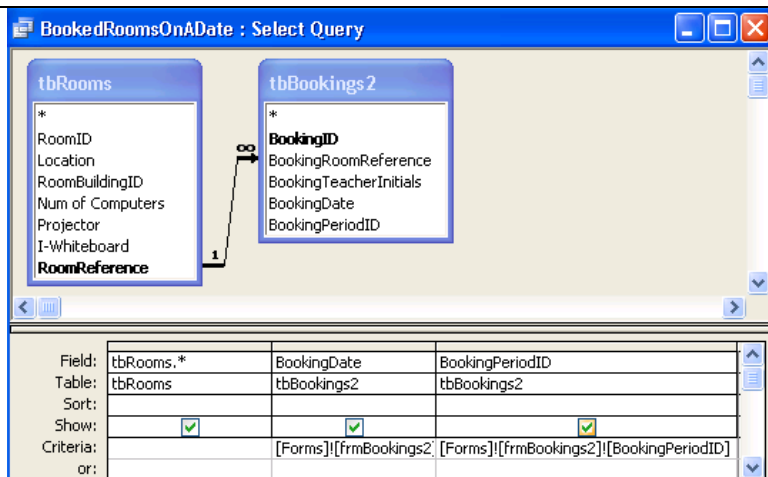 BookedRoomsOnADate : Select Query
tbRooms
*
RoomID
Location
RoomBuildingID
Num of Computers
Projector
I-Whiteboard
RoomReference
1
∞
tbBookings2
*
BookingID
BookingRoomReference
BookingTeacherInitials
BookingDate
BookingPeriodID
Field: tbRooms.* BookingDate BookingPeriodID
Table: tbRooms tbBookings2 tbBookings2
Sort:
Show:
Criteria: [Forms]![frmBookings2] [Forms]![frmBookings2]![BookingPeriodID]
or: